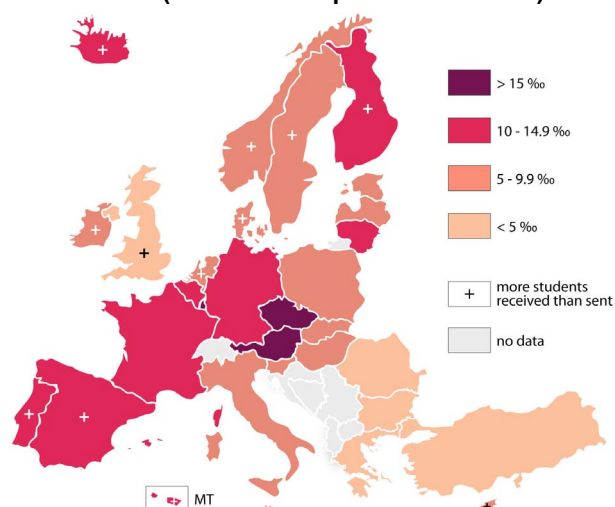 > 15 ‰
10 - 14.9 ‰
5 - 9.9 ‰
< 5 ‰
more students
received than sent
no data
MT